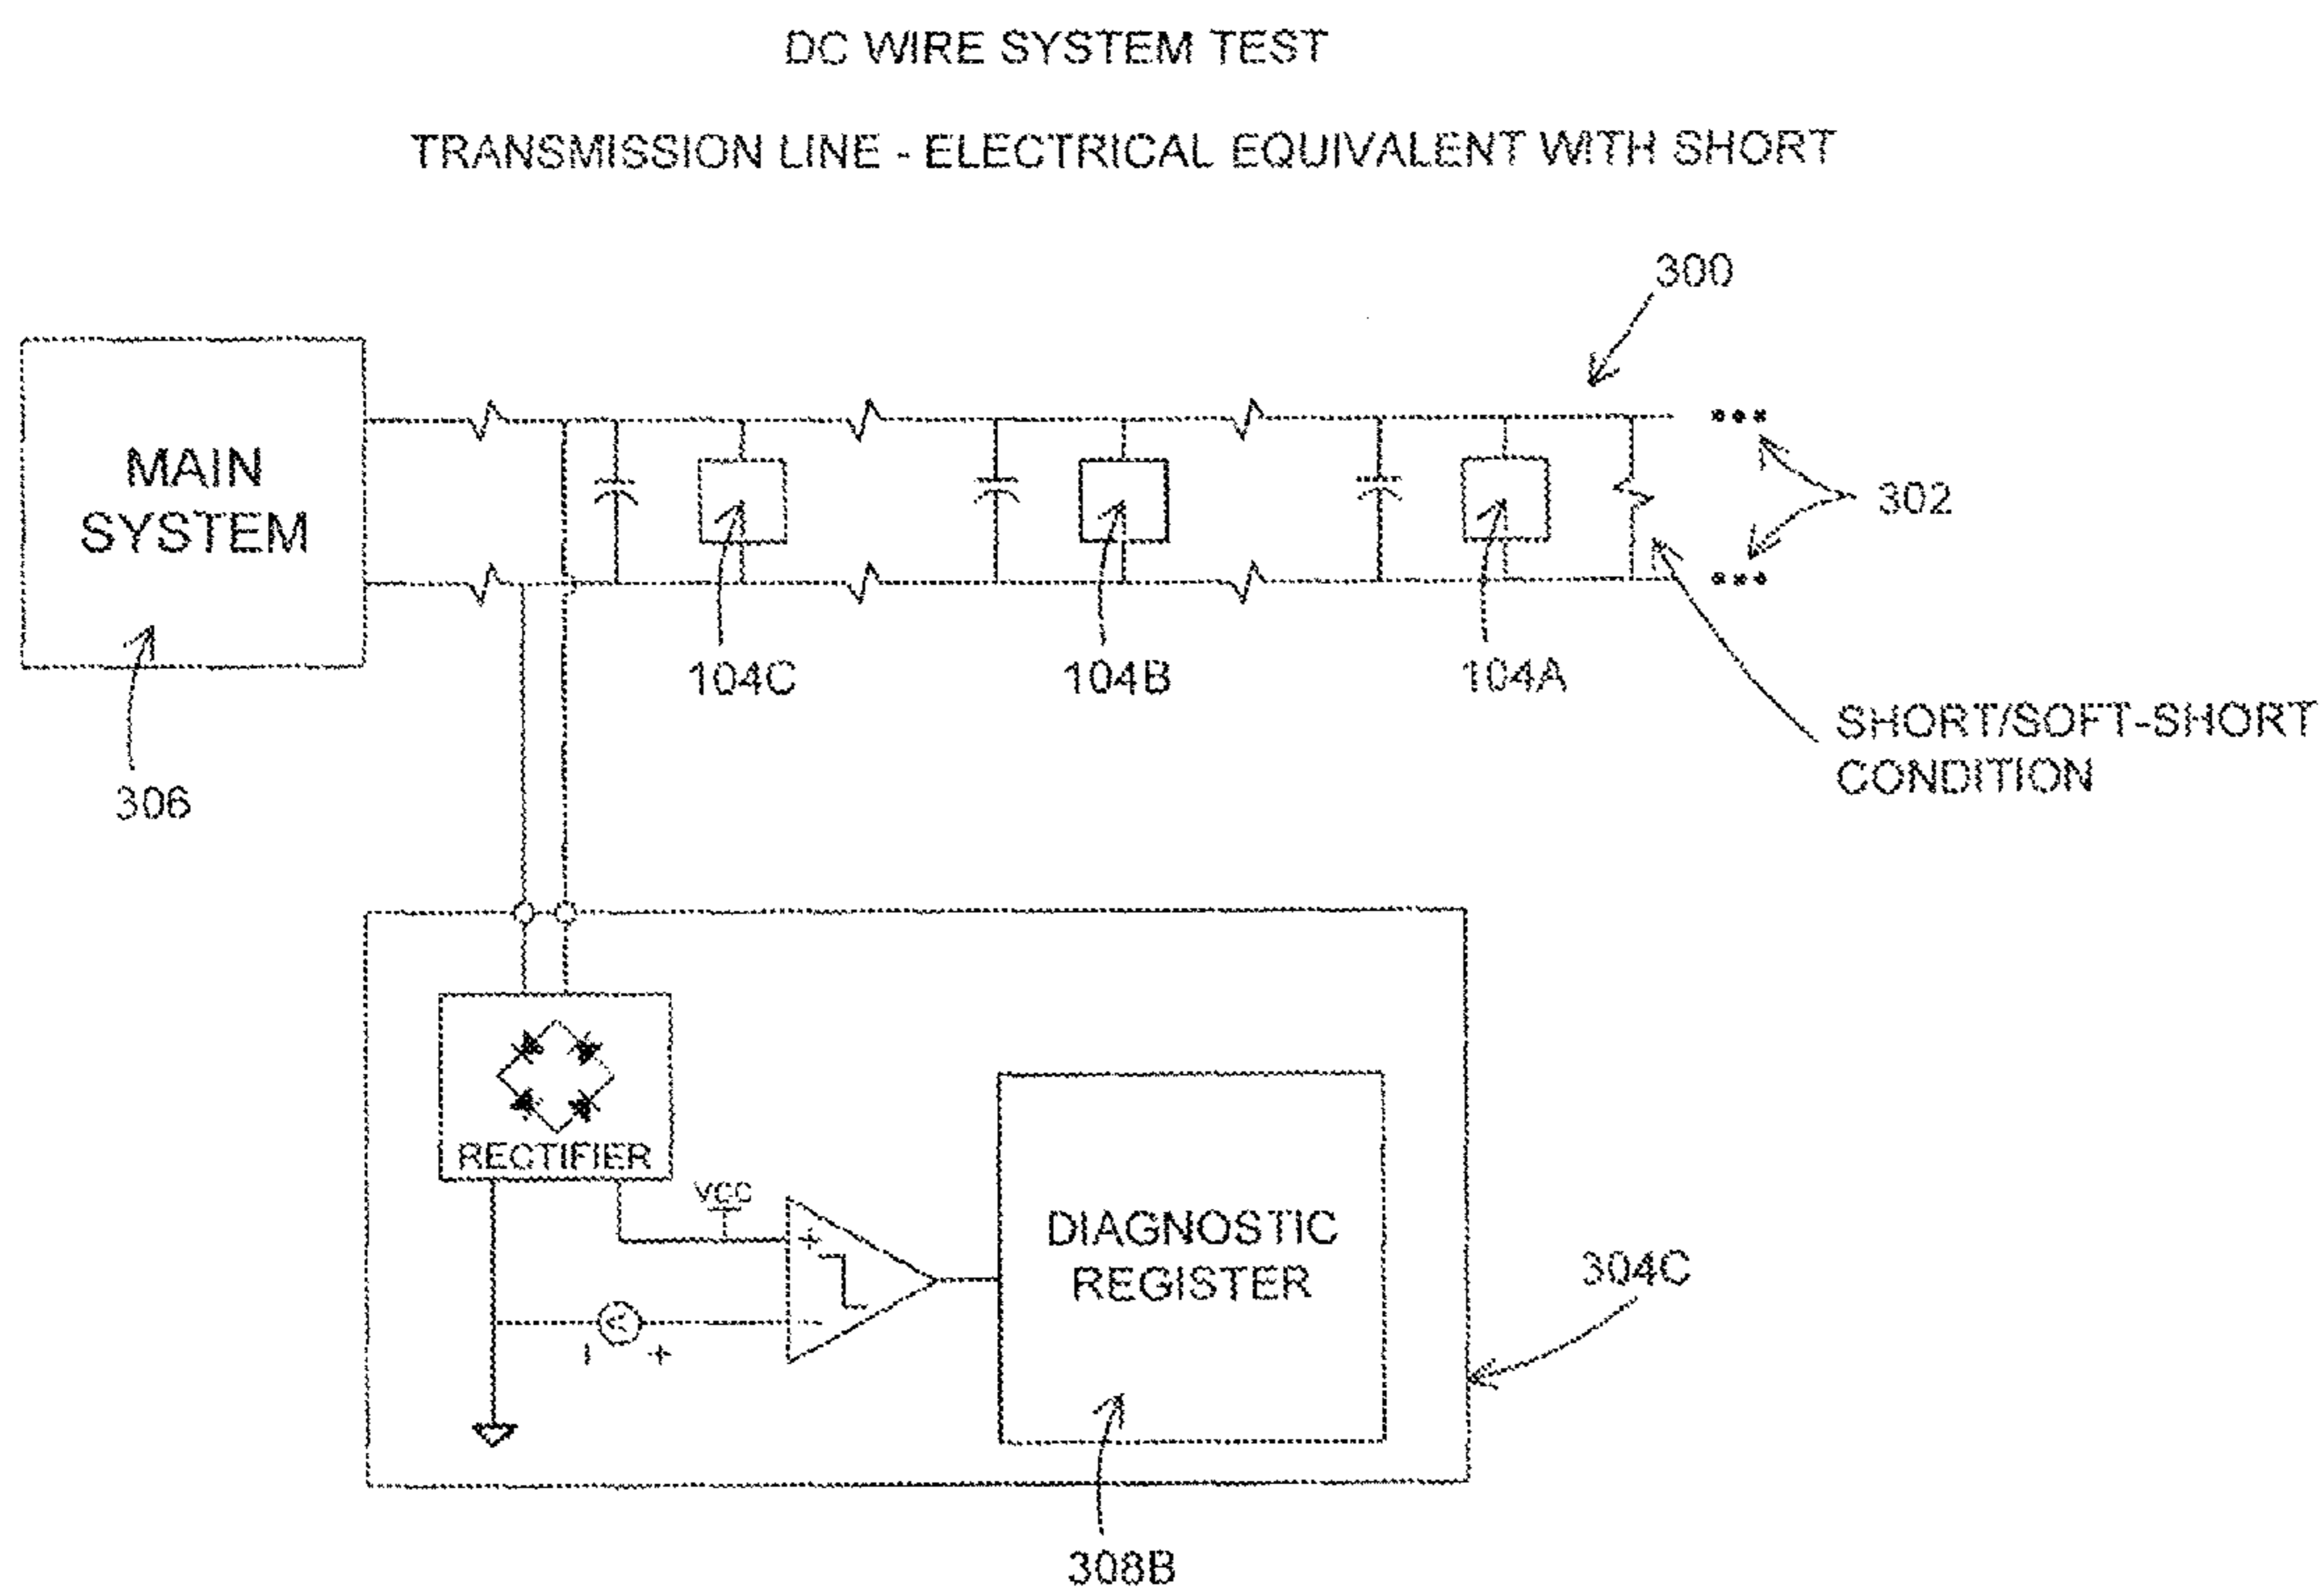 DC WIRE SYSTEM TEST
TRANSMISSION LINE - ELECTRICAL EQUIVALENT WITH SHORT
300
MAIN
SYSTEM
302
104C
104B
104A
SHORT/SOFT-SHORT
CONDITION
306
RECTIFIER
VCC
+
-
A
- +
DIAGNOSTIC
REGISTER
304C
308B